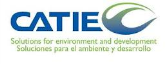 CATIE
Solutions for environment and development
Soluciones para el ambiente y desarrollo